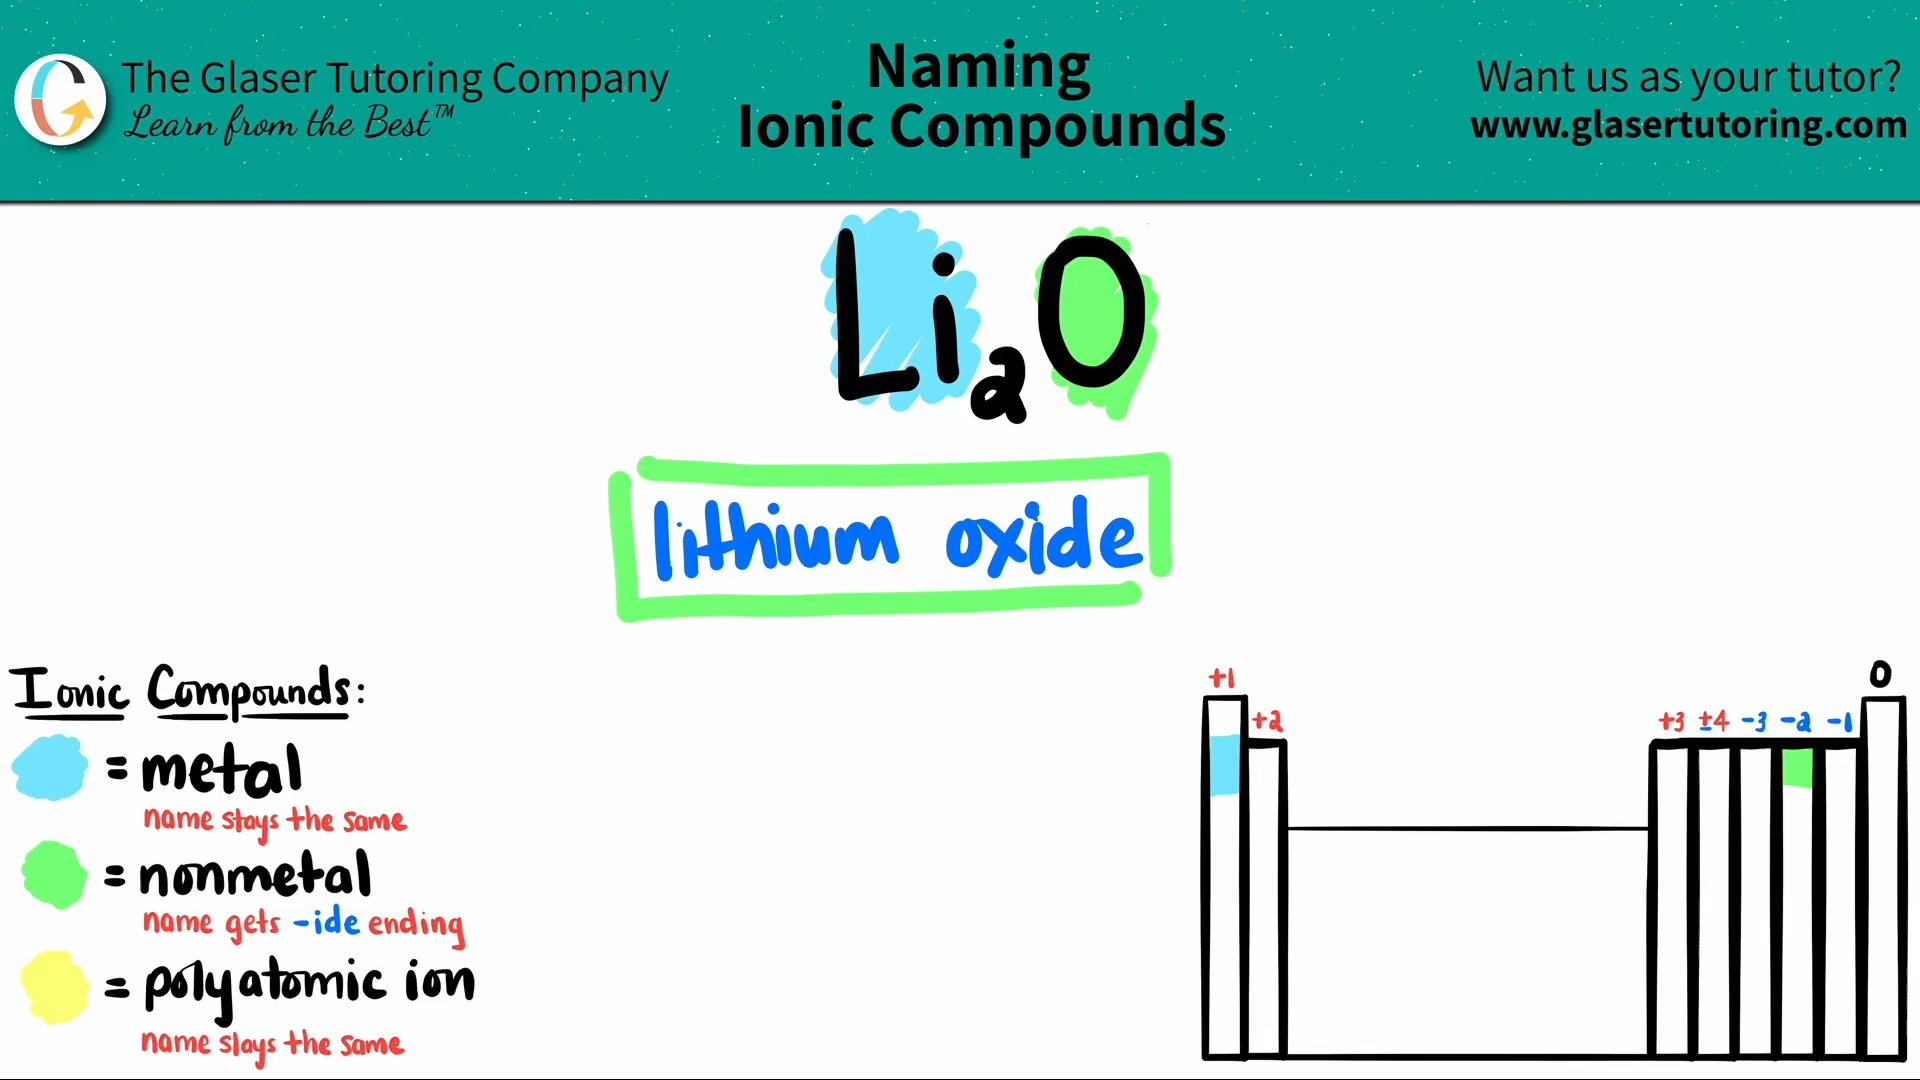 The Glaser Tutoring Company
Learn from the Best™
Naming
Ionic Compounds
Want us as your tutor?
www.glasertutoring.com
Li₂O
lithium oxide
Ionic Compounds:
= metal
name stays the same
= nonmetal
name gets -ide ending
= polyatomic ion
name stays the same
+1
+2
+3 ±4 -3 -2 -1
0